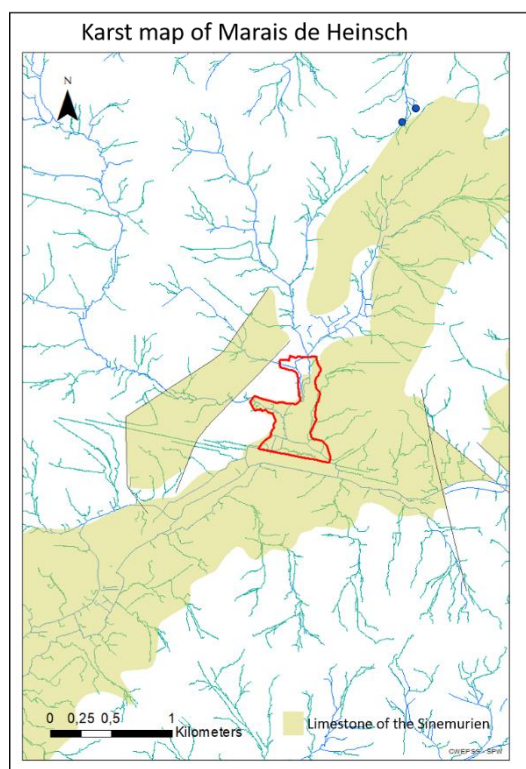 Karst map of Marais de Heinsch
N
0 0,25 0,5 1
Kilometers
Limestone of the Sinemurien
CWEPSS - SPW